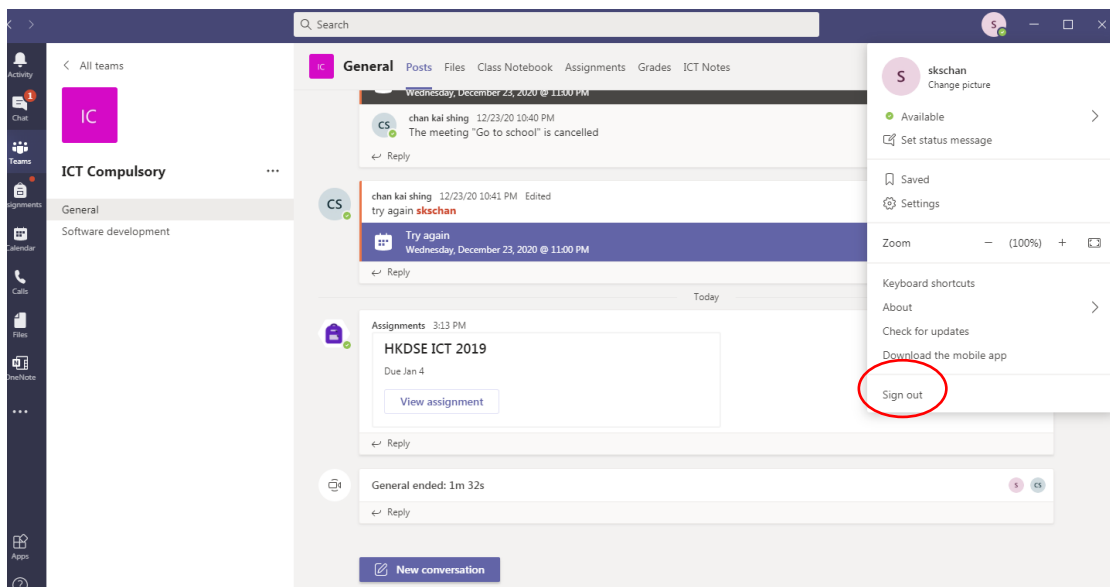 Search
S
Activity
1
Chat
Teams
signments
Calendar
Calls
Files
OneNote
Apps
All teams
IC
ICT Compulsory
General
Software development
IC General Posts Files Class Notebook Assignments Grades ICT Notes
Wednesday, December 23, 2020 @ 11:00 PM
CS chan kai shing 12/23/20 10:40 PM
The meeting "Go to school" is cancelled
Reply
CS chan kai shing 12/23/20 10:41 PM Edited
try again skschan
Try again
Wednesday, December 23, 2020 @ 11:00 PM
Reply
Today
Assignments 3:13 PM
HKDSE ICT 2019
Due Jan 4
View assignment
Reply
General ended: 1m 32s S CS
Reply
New conversation
S skschan
Change picture
Available
Set status message
Saved
Settings
Zoom − (100%) +
Keyboard shortcuts
About
Check for updates
Download the mobile app
Sign out